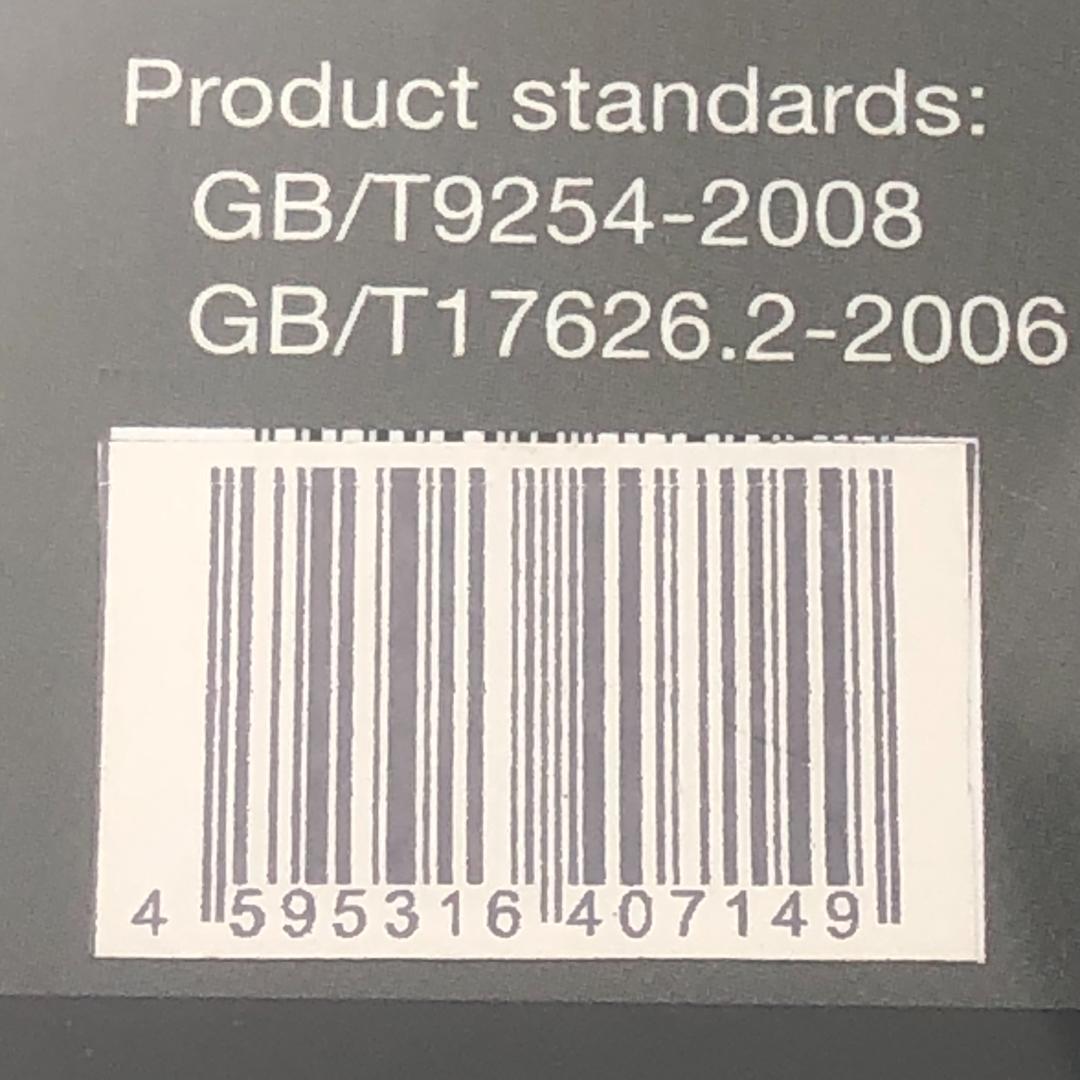 Product standards:
GB/T9254-2008
GB/T17626.2-2006
4 595316 407149